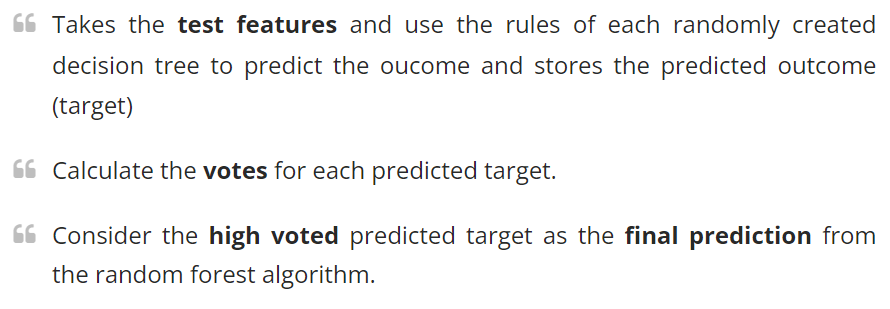 Takes the test features and use the rules of each randomly created
decision tree to predict the oucome and stores the predicted outcome
(target)
Calculate the votes for each predicted target.
Consider the high voted predicted target as the final prediction from
the random forest algorithm.